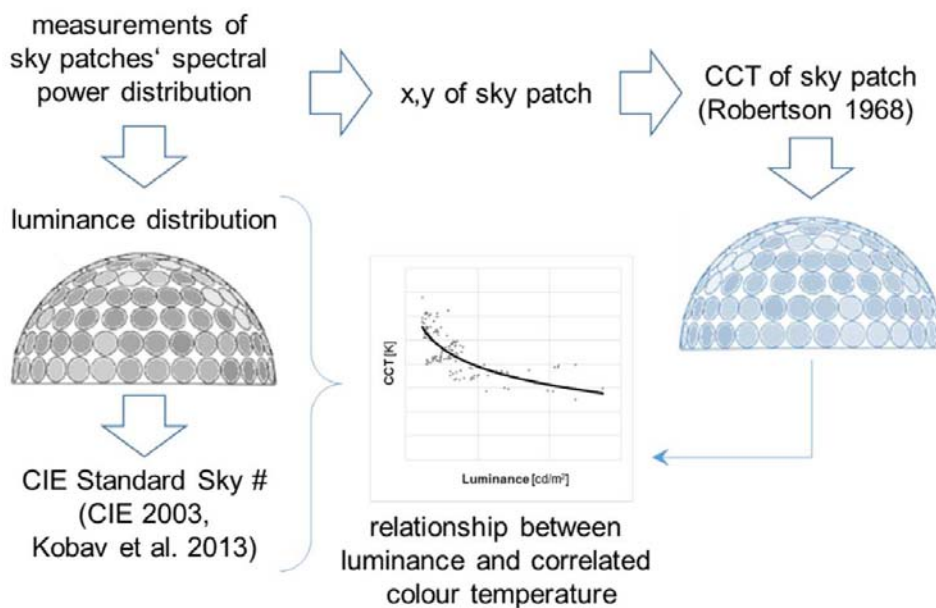 measurements of
sky patches‘ spectral
power distribution
x,y of sky patch
CCT of sky patch
(Robertson 1968)
luminance distribution
CCT [K]
Luminance [cd/m²]
CIE Standard Sky #
(CIE 2003,
Kobav et al. 2013)
relationship between
luminance and correlated
colour temperature